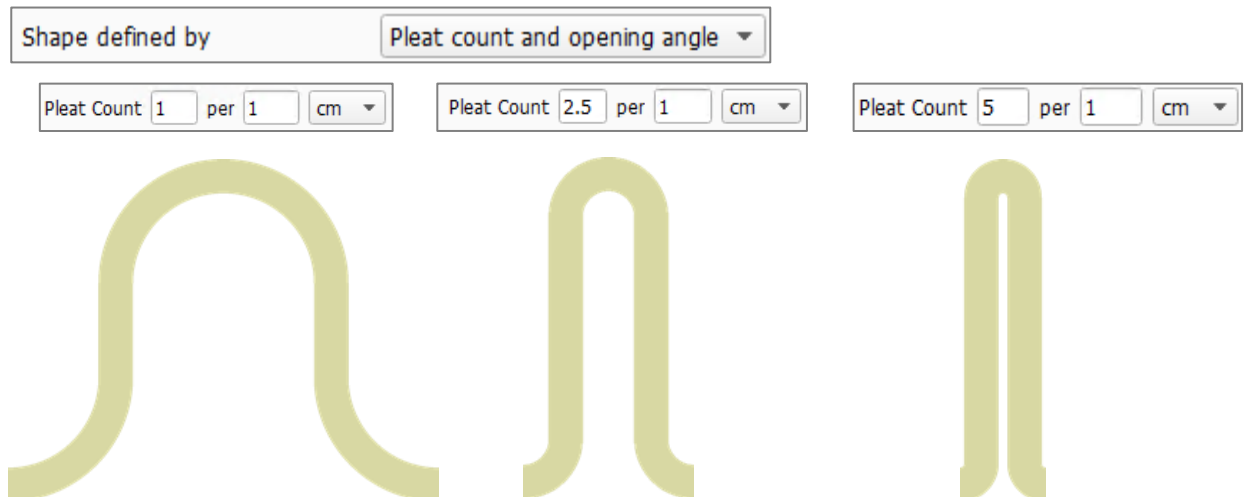 Shape defined by Pleat count and opening angle
Pleat Count 1 per 1 cm
Pleat Count 2.5 per 1 cm
Pleat Count 5 per 1 cm